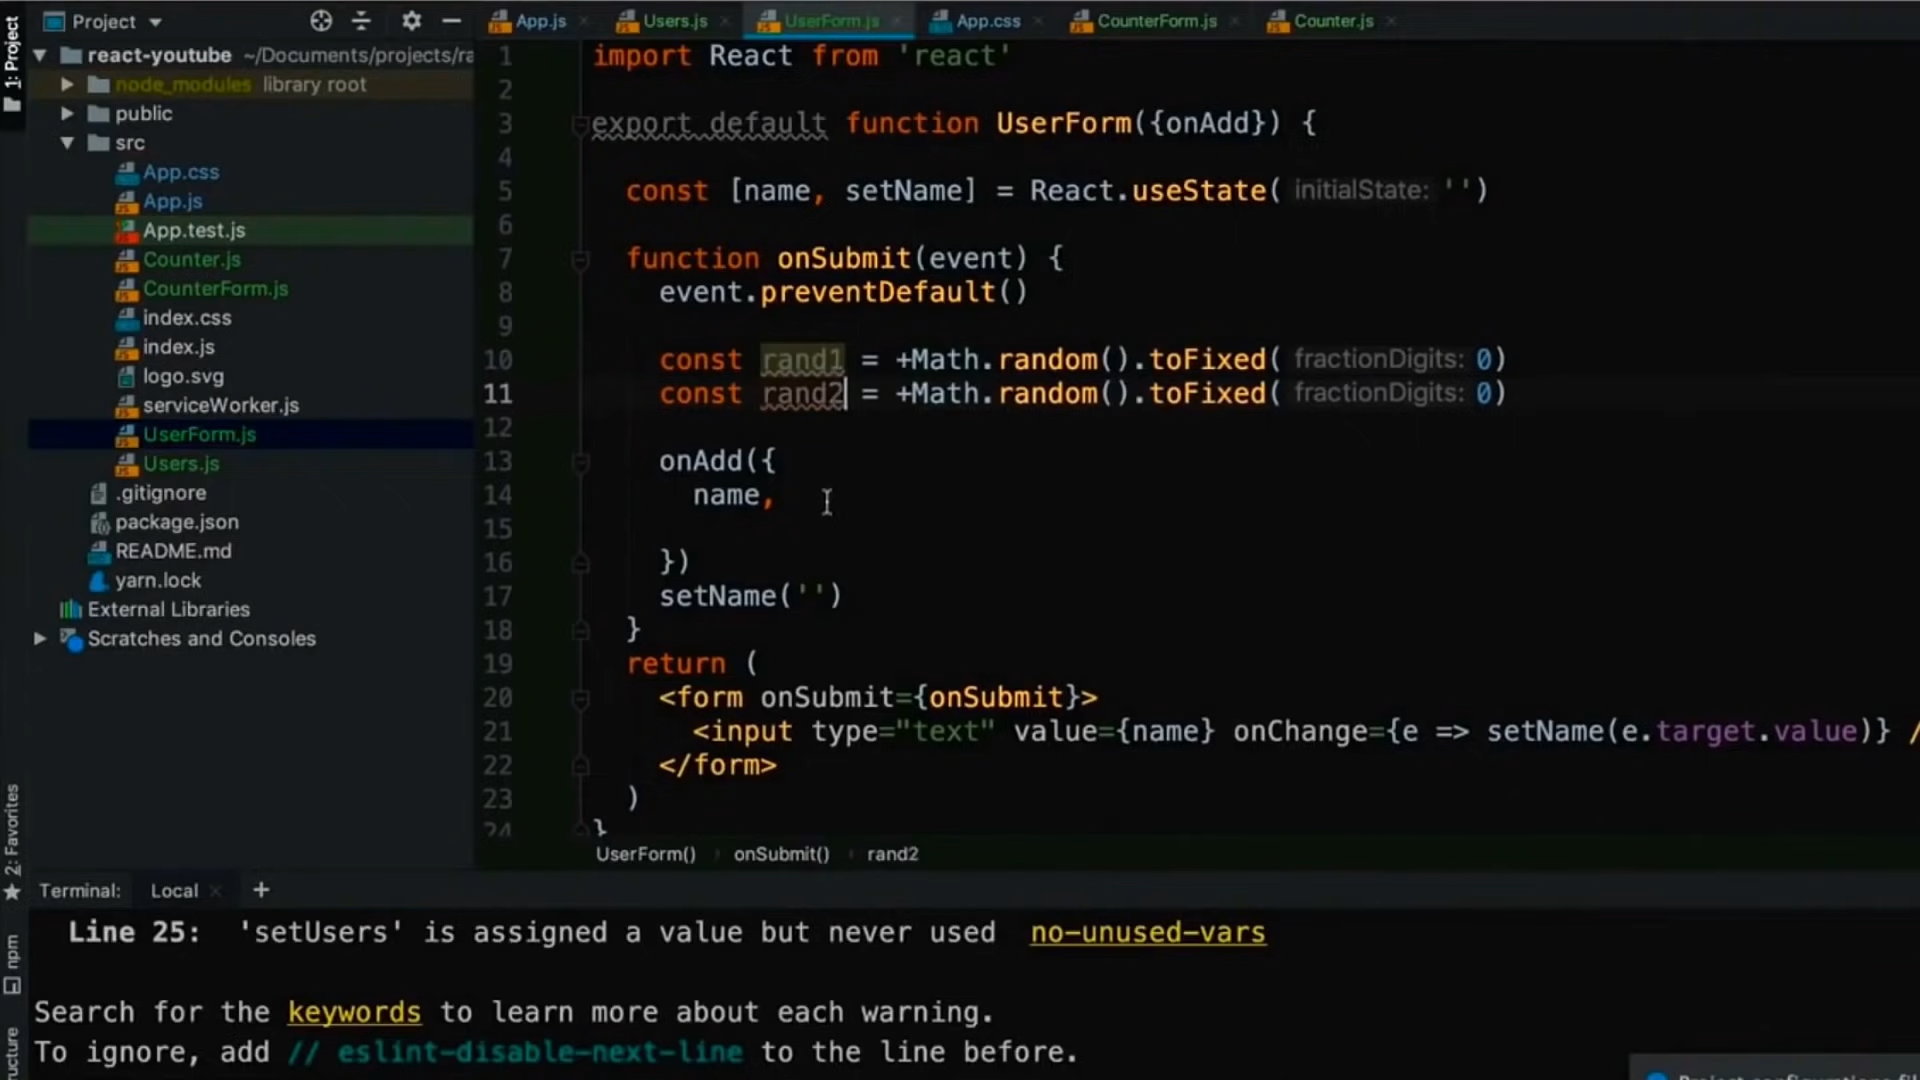 1: Project
Project
App.js
Users.js
UserForm.js
App.css
CounterForm.js
Counter.js
react-youtube ~/Documents/projects/ra
node_modules library root
public
src
App.css
App.js
App.test.js
Counter.js
CounterForm.js
index.css
index.js
logo.svg
serviceWorker.js
UserForm.js
Users.js
.gitignore
package.json
README.md
yarn.lock
External Libraries
Scratches and Consoles
1 import React from 'react'
2
3 export default function UserForm({onAdd}) {
4
5 const [name, setName] = React.useState( initialState: '')
6
7 function onSubmit(event) {
8 event.preventDefault()
9
10 const rand1 = +Math.random().toFixed( fractionDigits: 0)
11 const rand2 = +Math.random().toFixed( fractionDigits: 0)
12
13 onAdd({
14 name,
15
16 })
17 setName('')
18 }
19 return (
20 <form onSubmit={onSubmit}>
21 <input type="text" value={name} onChange={e => setName(e.target.value)} /
22 </form>
23 )
24 }
UserForm() onSubmit() rand2
2: Favorites
npm
ructure
Terminal: Local +
Line 25: 'setUsers' is assigned a value but never used no-unused-vars
Search for the keywords to learn more about each warning.
To ignore, add // eslint-disable-next-line to the line before.